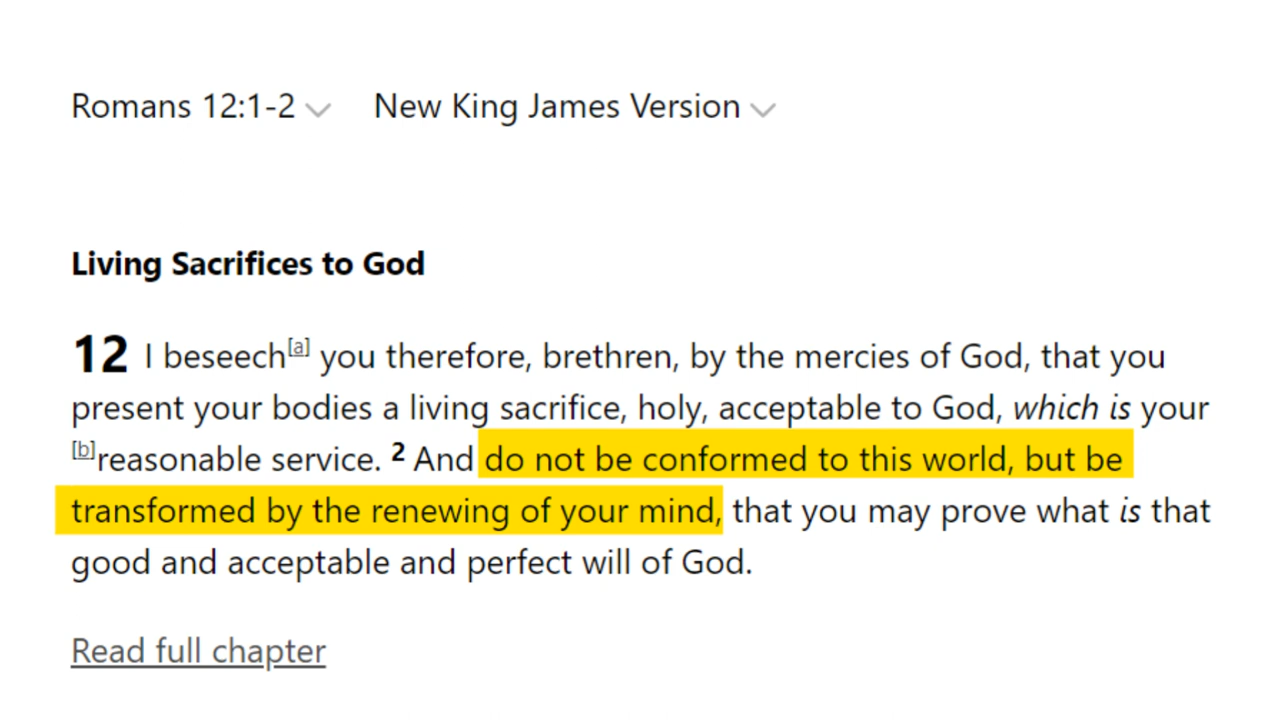 Romans 12:1-2 New King James Version
Living Sacrifices to God
12 I beseech[a] you therefore, brethren, by the mercies of God, that you
present your bodies a living sacrifice, holy, acceptable to God, which is your
[b]reasonable service. 2 And do not be conformed to this world, but be
transformed by the renewing of your mind, that you may prove what is that
good and acceptable and perfect will of God.
Read full chapter